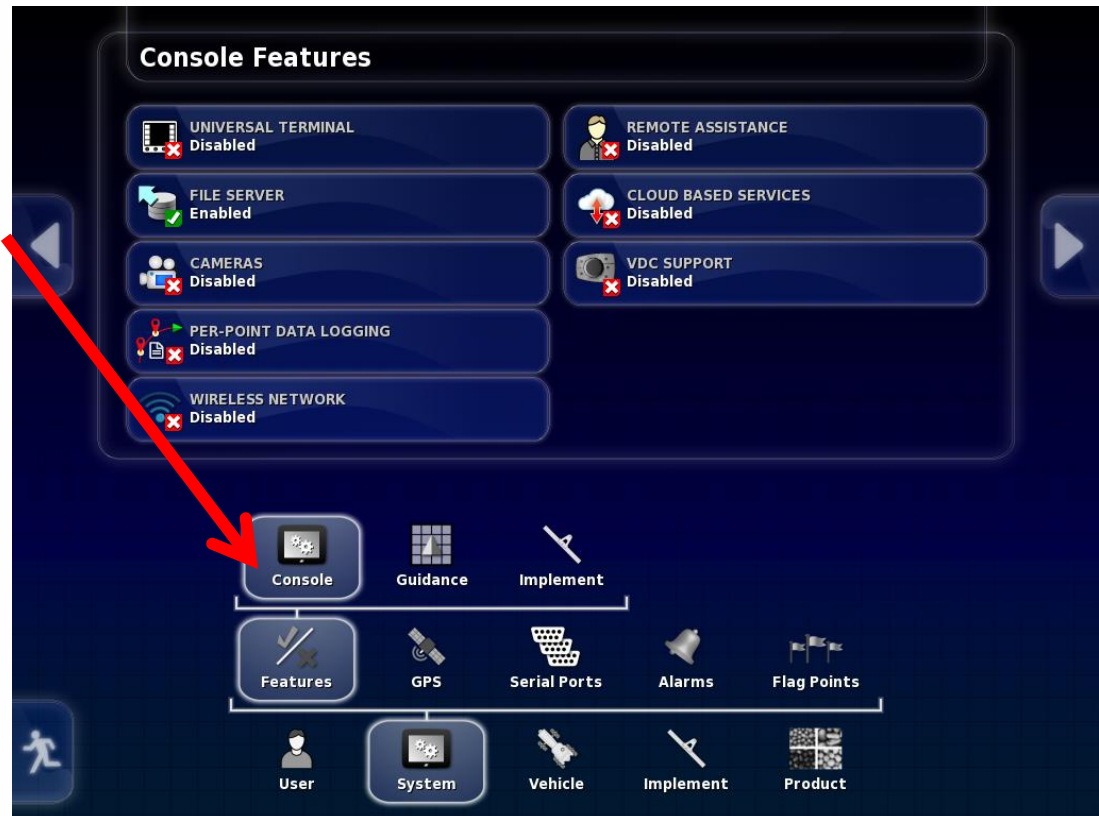 Console Features
UNIVERSAL TERMINAL
Disabled
REMOTE ASSISTANCE
Disabled
FILE SERVER
Enabled
CLOUD BASED SERVICES
Disabled
CAMERAS
Disabled
VDC SUPPORT
Disabled
PER-POINT DATA LOGGING
Disabled
WIRELESS NETWORK
Disabled
Console Guidance Implement
Features GPS Serial Ports Alarms Flag Points
User System Vehicle Implement Product